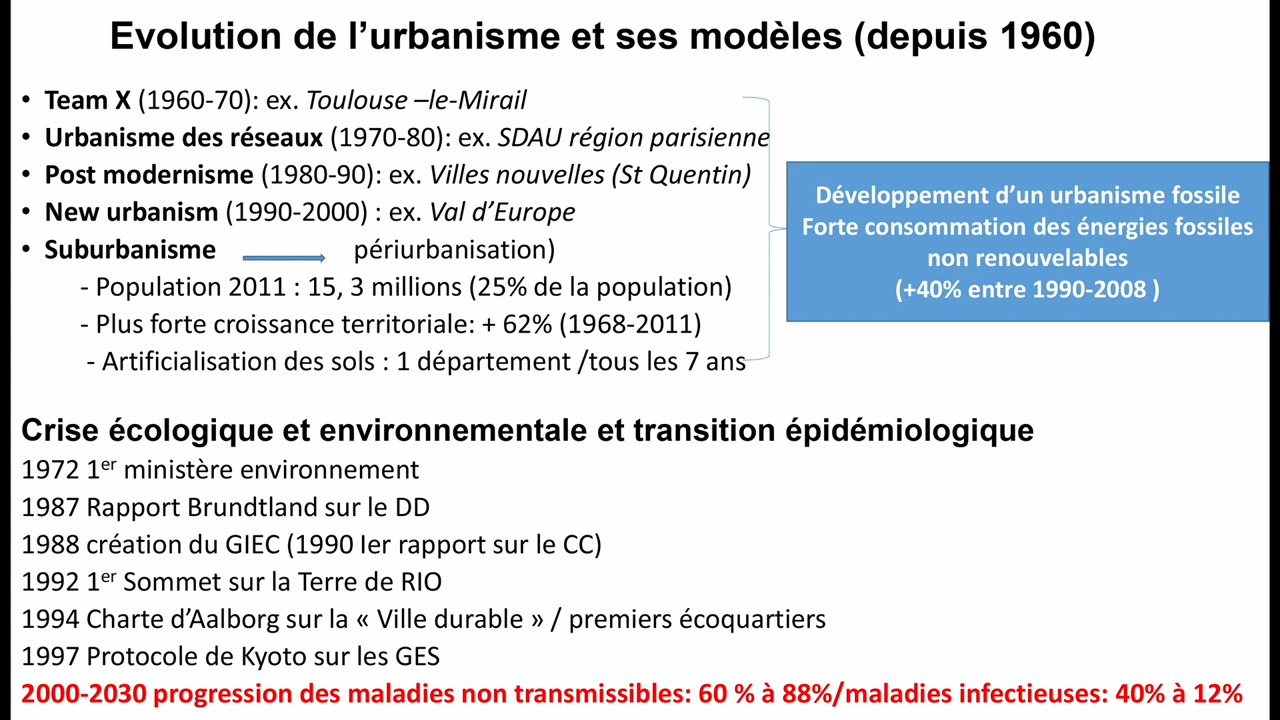 Evolution de l’urbanisme et ses modèles (depuis 1960)
• Team X (1960-70): ex. Toulouse –le-Mirail
• Urbanisme des réseaux (1970-80): ex. SDAU région parisienne
• Post modernisme (1980-90): ex. Villes nouvelles (St Quentin)
• New urbanism (1990-2000) : ex. Val d’Europe
• Suburbanisme périurbanisation)
- Population 2011 : 15, 3 millions (25% de la population)
- Plus forte croissance territoriale: + 62% (1968-2011)
- Artificialisation des sols : 1 département /tous les 7 ans
Développement d’un urbanisme fossile
Forte consommation des énergies fossiles
non renouvelables
(+40% entre 1990-2008 )
Crise écologique et environnementale et transition épidémiologique
1972 1er ministère environnement
1987 Rapport Brundtland sur le DD
1988 création du GIEC (1990 Ier rapport sur le CC)
1992 1er Sommet sur la Terre de RIO
1994 Charte d’Aalborg sur la « Ville durable » / premiers écoquartiers
1997 Protocole de Kyoto sur les GES
2000-2030 progression des maladies non transmissibles: 60 % à 88%/maladies infectieuses: 40% à 12%